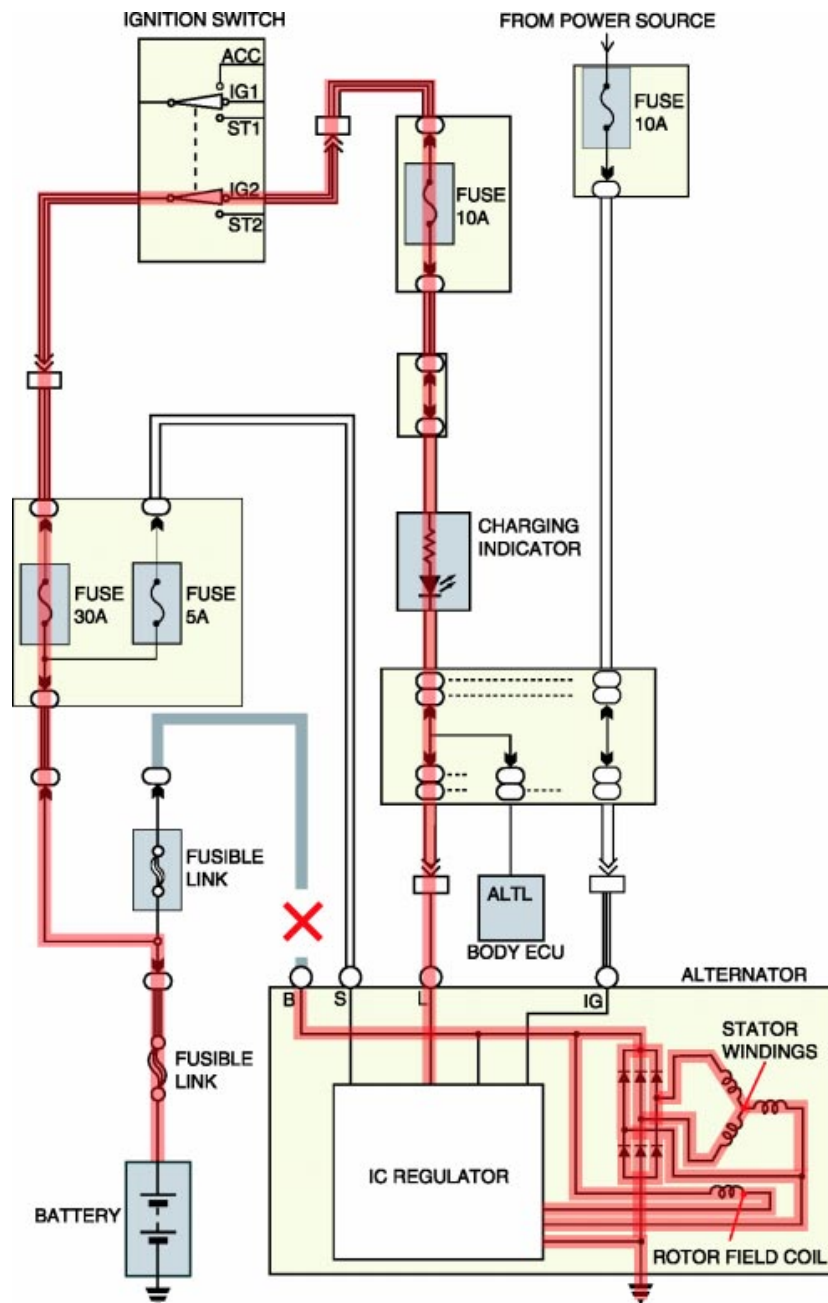 IGNITION SWITCH
FROM POWER SOURCE
ACC
IG1
ST1
IG2
ST2
FUSE
10A
FUSE
10A
CHARGING
INDICATOR
FUSE
30A
FUSE
5A
FUSIBLE
LINK
ALTL
BODY ECU
ALTERNATOR
B
S
L
IG
STATOR
WINDINGS
FUSIBLE
LINK
IC REGULATOR
BATTERY
ROTOR FIELD COIL